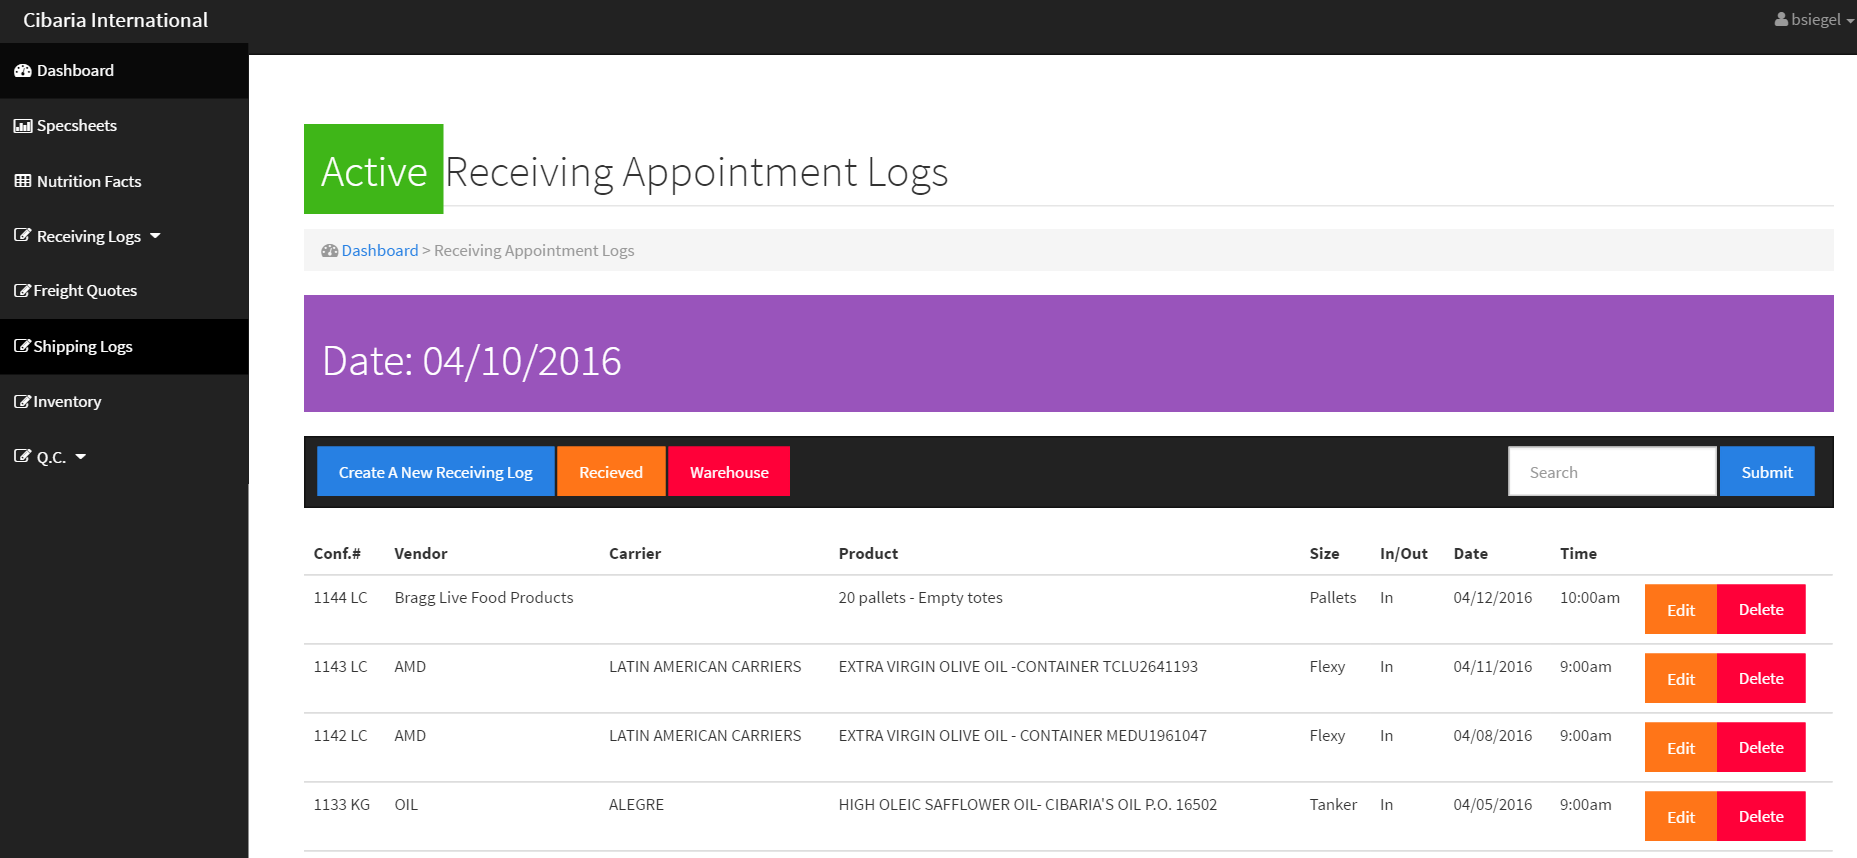 Cibaria International
bsiegel
Dashboard
Specsheets
Nutrition Facts
Receiving Logs
Freight Quotes
Shipping Logs
Inventory
Q.C.
Active Receiving Appointment Logs
Dashboard > Receiving Appointment Logs
Date: 04/10/2016
Create A New Receiving Log Recieved Warehouse Search Submit
Conf.# Vendor Carrier Product Size In/Out Date Time
1144 LC Bragg Live Food Products 20 pallets - Empty totes Pallets In 04/12/2016 10:00am Edit Delete
1143 LC AMD LATIN AMERICAN CARRIERS EXTRA VIRGIN OLIVE OIL -CONTAINER TCLU2641193 Flexy In 04/11/2016 9:00am Edit Delete
1142 LC AMD LATIN AMERICAN CARRIERS EXTRA VIRGIN OLIVE OIL - CONTAINER MEDU1961047 Flexy In 04/08/2016 9:00am Edit Delete
1133 KG OIL ALEGRE HIGH OLEIC SAFFLOWER OIL- CIBARIA'S OIL P.O. 16502 Tanker In 04/05/2016 9:00am Edit Delete